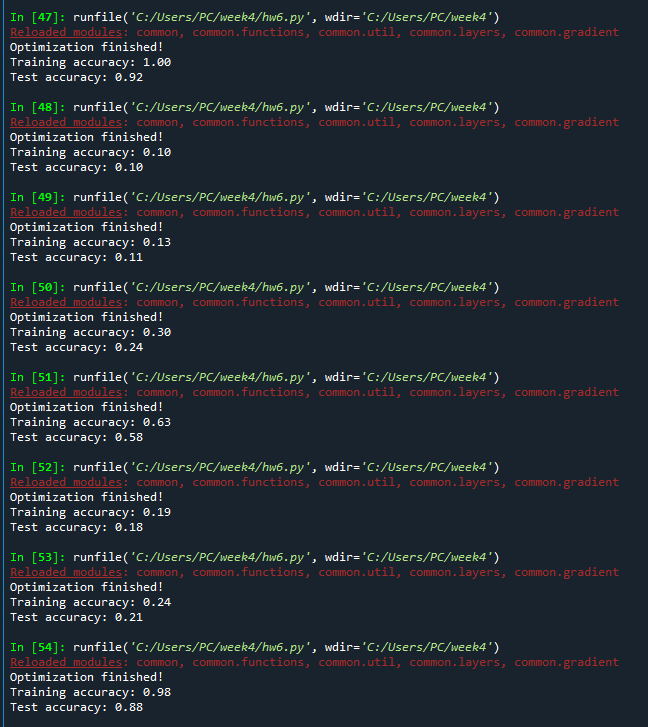 In [47]: runfile('C:/Users/PC/week4/hw6.py', wdir='C:/Users/PC/week4')
Reloaded modules: common, common.functions, common.util, common.layers, common.gradient
Optimization finished!
Training accuracy: 1.00
Test accuracy: 0.92
In [48]: runfile('C:/Users/PC/week4/hw6.py', wdir='C:/Users/PC/week4')
Reloaded modules: common, common.functions, common.util, common.layers, common.gradient
Optimization finished!
Training accuracy: 0.10
Test accuracy: 0.10
In [49]: runfile('C:/Users/PC/week4/hw6.py', wdir='C:/Users/PC/week4')
Reloaded modules: common, common.functions, common.util, common.layers, common.gradient
Optimization finished!
Training accuracy: 0.13
Test accuracy: 0.11
In [50]: runfile('C:/Users/PC/week4/hw6.py', wdir='C:/Users/PC/week4')
Reloaded modules: common, common.functions, common.util, common.layers, common.gradient
Optimization finished!
Training accuracy: 0.30
Test accuracy: 0.24
In [51]: runfile('C:/Users/PC/week4/hw6.py', wdir='C:/Users/PC/week4')
Reloaded modules: common, common.functions, common.util, common.layers, common.gradient
Optimization finished!
Training accuracy: 0.63
Test accuracy: 0.58
In [52]: runfile('C:/Users/PC/week4/hw6.py', wdir='C:/Users/PC/week4')
Reloaded modules: common, common.functions, common.util, common.layers, common.gradient
Optimization finished!
Training accuracy: 0.19
Test accuracy: 0.18
In [53]: runfile('C:/Users/PC/week4/hw6.py', wdir='C:/Users/PC/week4')
Reloaded modules: common, common.functions, common.util, common.layers, common.gradient
Optimization finished!
Training accuracy: 0.24
Test accuracy: 0.21
In [54]: runfile('C:/Users/PC/week4/hw6.py', wdir='C:/Users/PC/week4')
Reloaded modules: common, common.functions, common.util, common.layers, common.gradient
Optimization finished!
Training accuracy: 0.98
Test accuracy: 0.88